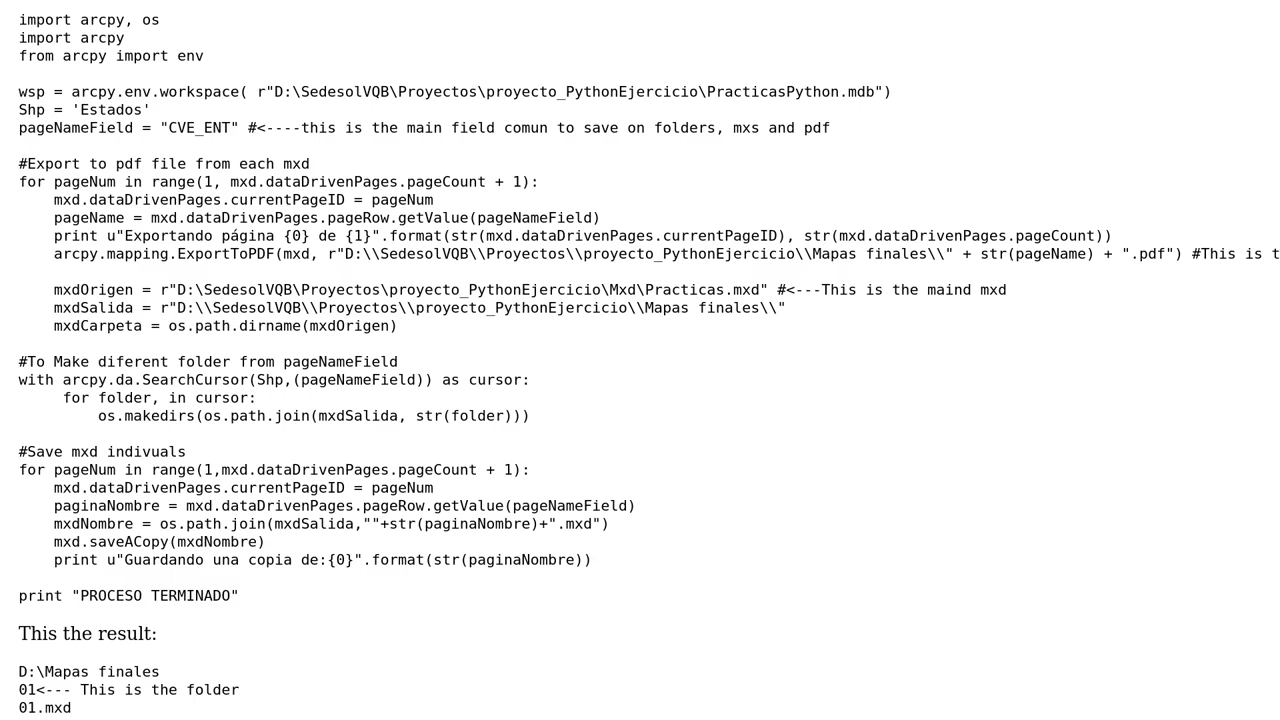 import arcpy, os
import arcpy
from arcpy import env
wsp = arcpy.env.workspace( r"D:\SedesolVQB\Proyectos\proyecto_PythonEjercicio\PracticasPython.mdb")
Shp = 'Estados'
pageNameField = "CVE_ENT" #<----this is the main field comun to save on folders, mxs and pdf
#Export to pdf file from each mxd
for pageNum in range(1, mxd.dataDrivenPages.pageCount + 1):
    mxd.dataDrivenPages.currentPageID = pageNum
    pageName = mxd.dataDrivenPages.pageRow.getValue(pageNameField)
    print u"Exportando página {0} de {1}".format(str(mxd.dataDrivenPages.currentPageID), str(mxd.dataDrivenPages.pageCount))
    arcpy.mapping.ExportToPDF(mxd, r"D:\\SedesolVQB\\Proyectos\\proyecto_PythonEjercicio\\Mapas finales\\" + str(pageName) + ".pdf") #This is t
    mxdOrigen = r"D:\SedesolVQB\Proyectos\proyecto_PythonEjercicio\Mxd\Practicas.mxd" #<---This is the maind mxd
    mxdSalida = r"D:\\SedesolVQB\\Proyectos\\proyecto_PythonEjercicio\\Mapas finales\\"
    mxdCarpeta = os.path.dirname(mxdOrigen)
#To Make diferent folder from pageNameField
with arcpy.da.SearchCursor(Shp,(pageNameField)) as cursor:
     for folder, in cursor:
         os.makedirs(os.path.join(mxdSalida, str(folder)))
#Save mxd indivuals
for pageNum in range(1,mxd.dataDrivenPages.pageCount + 1):
    mxd.dataDrivenPages.currentPageID = pageNum
    paginaNombre = mxd.dataDrivenPages.pageRow.getValue(pageNameField)
    mxdNombre = os.path.join(mxdSalida,""+str(paginaNombre)+".mxd")
    mxd.saveACopy(mxdNombre)
    print u"Guardando una copia de:{0}".format(str(paginaNombre))
print "PROCESO TERMINADO"
This the result:
D:\Mapas finales
01<--- This is the folder
01.mxd